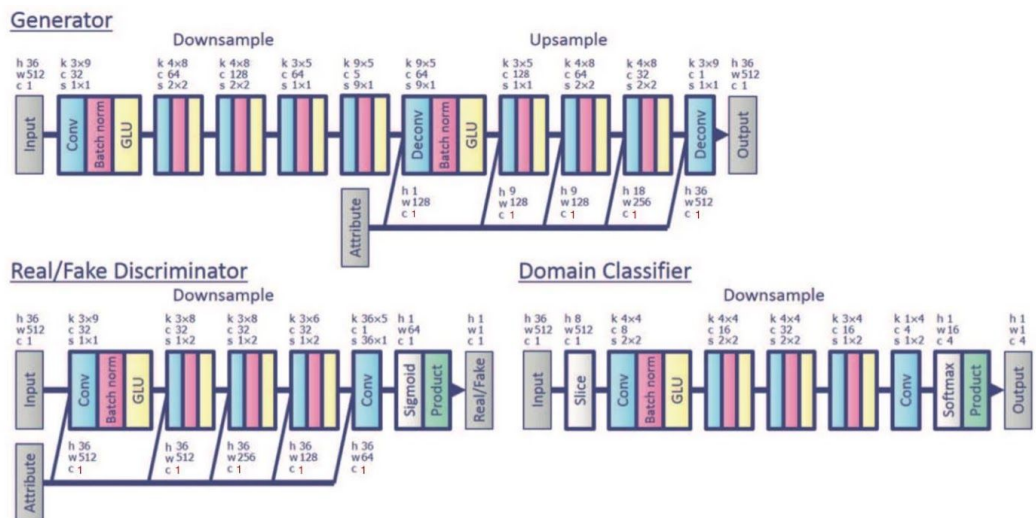 Generator
Downsample
Upsample
h 36
w 512
c 1
k 3×9
c 32
s 1×1
k 4×8
c 64
s 2×2
k 4×8
c 128
s 2×2
k 3×5
c 64
s 1×1
k 9×5
c 5
s 9×1
k 9×5
c 64
s 9×1
k 3×5
c 128
s 1×1
k 4×8
c 64
s 2×2
k 4×8
c 32
s 2×2
k 3×9
c 1
s 1×1
h 36
w 512
c 1
Input
Conv
Batch norm
GLU
Deconv
Batch norm
GLU
Deconv
Output
Attribute
h 1
w 128
c 1
h 9
w 128
c 1
h 9
w 128
c 1
h 18
w 256
c 1
h 36
w 512
c 1
Real/Fake Discriminator
Downsample
h 36
w 512
c 1
k 3×9
c 32
s 1×1
k 3×8
c 32
s 1×2
k 3×8
c 32
s 1×2
k 3×6
c 32
s 1×2
k 36×5
c 1
s 36×1
h 1
w 64
c 1
h 1
w 1
c 1
Input
Conv
Batch norm
GLU
Conv
Sigmoid
Product
Real/Fake
Attribute
h 36
w 512
c 1
h 36
w 512
c 1
h 36
w 256
c 1
h 36
w 128
c 1
h 36
w 64
c 1
Domain Classifier
Downsample
h 36
w 512
c 1
h 8
w 512
c 1
k 4×4
c 8
s 2×2
k 4×4
c 16
s 2×2
k 4×4
c 32
s 2×2
k 3×4
c 16
s 1×2
k 1×4
c 4
s 1×2
h 1
w 16
c 4
h 1
w 1
c 4
Input
Slice
Conv
Batch norm
GLU
Conv
Softmax
Product
Output